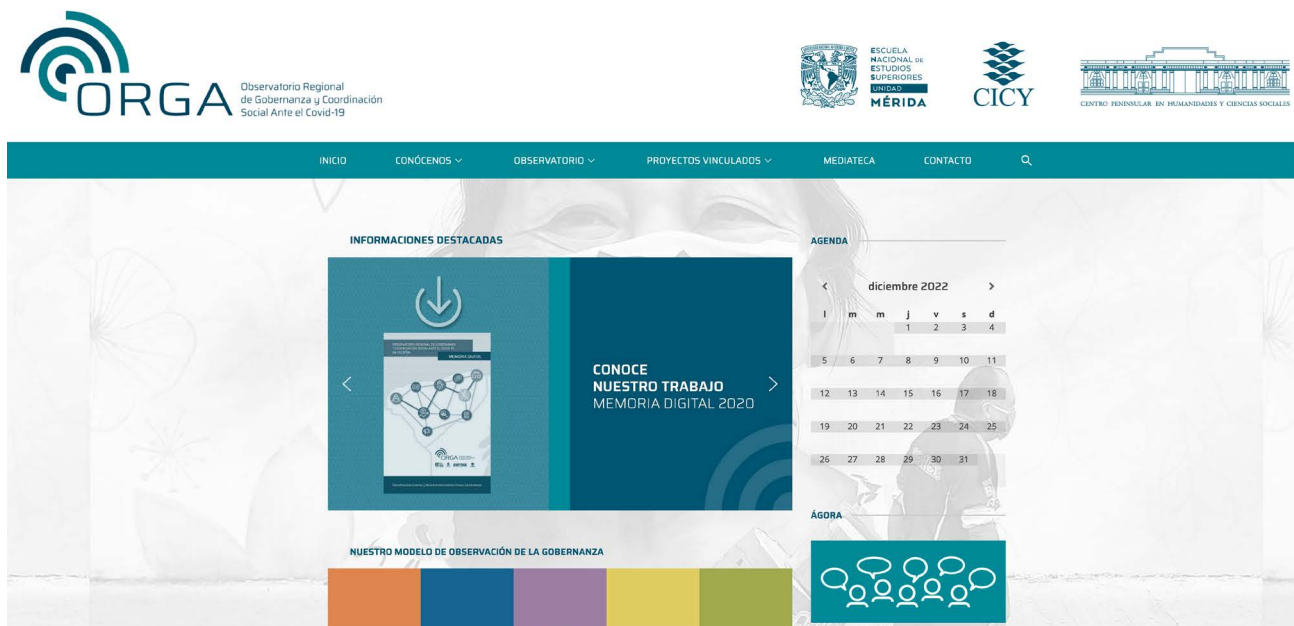 ORGA
Observatorio Regional
de Gobernanza y Coordinación
Social Ante el Covid-19
ESCUELA
NACIONAL DE
ESTUDIOS
SUPERIORES
UNIDAD
MÉRIDA
CICY
CENTRO PENINSULAR EN HUMANIDADES Y CIENCIAS SOCIALES
INICIO CONÓCENOS OBSERVATORIO PROYECTOS VINCULADOS MEDIATECA CONTACTO
INFORMACIONES DESTACADAS
MEMORIA DIGITAL
ORGA
CONOCE
NUESTRO TRABAJO
MEMORIA DIGITAL 2020
NUESTRO MODELO DE OBSERVACIÓN DE LA GOBERNANZA
AGENDA
diciembre 2022
l m m j v s d
1 2 3 4
5 6 7 8 9 10 11
12 13 14 15 16 17 18
19 20 21 22 23 24 25
26 27 28 29 30 31
ÁGORA